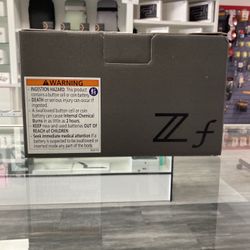 WARNING
• INGESTION HAZARD: This product
contains a button cell or coin battery.
• DEATH or serious injury can occur if
ingested.
• A swallowed button cell or coin battery
can cause Internal Chemical
Burns in as little as 2 hours.
• KEEP new and used batteries OUT
OF REACH of CHILDREN
• Seek immediate medical attention if a
battery is suspected to be swallowed or
inserted inside any part of the body.
Z f